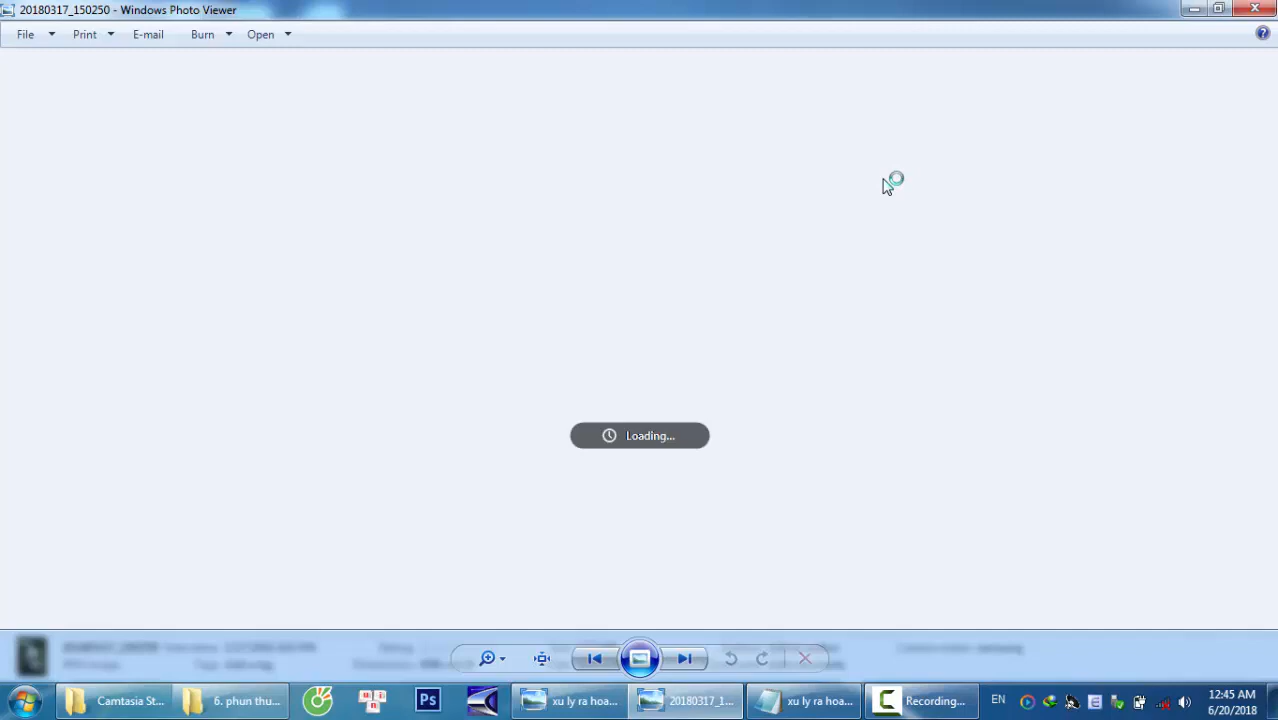 20180317_150250 - Windows Photo Viewer
File Print E-mail Burn Open
Loading...
Camtasia St...
6. phun thu...
Ps
xu ly ra hoa...
20180317_1...
xu ly ra hoa...
Recording...
EN
12:45 AM
6/20/2018